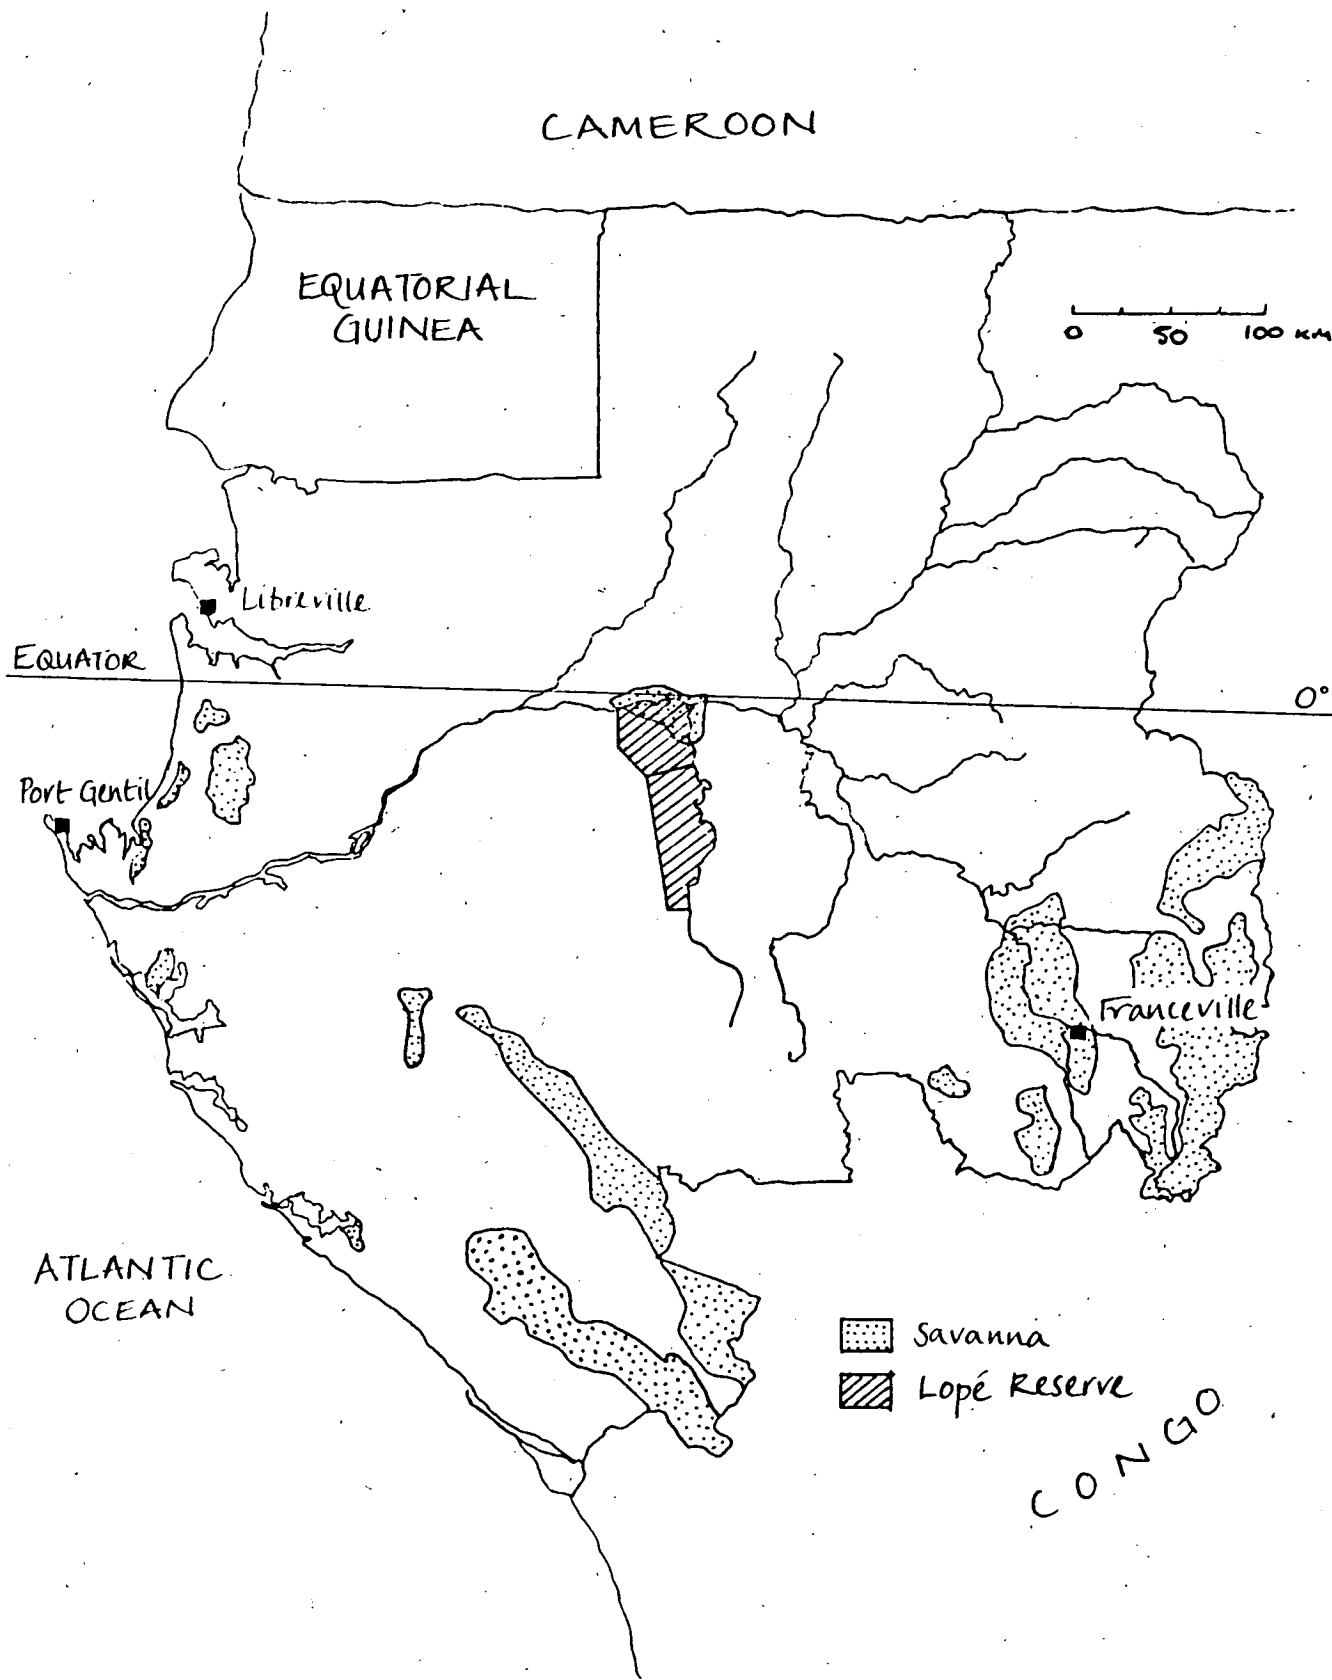 CAMEROON
EQUATORIAL
GUINEA
0 50 100 KM
Libreville
EQUATOR
0°
Port Gentil
Franceville
ATLANTIC
OCEAN
Savanna
Lopé Reserve
CONGO